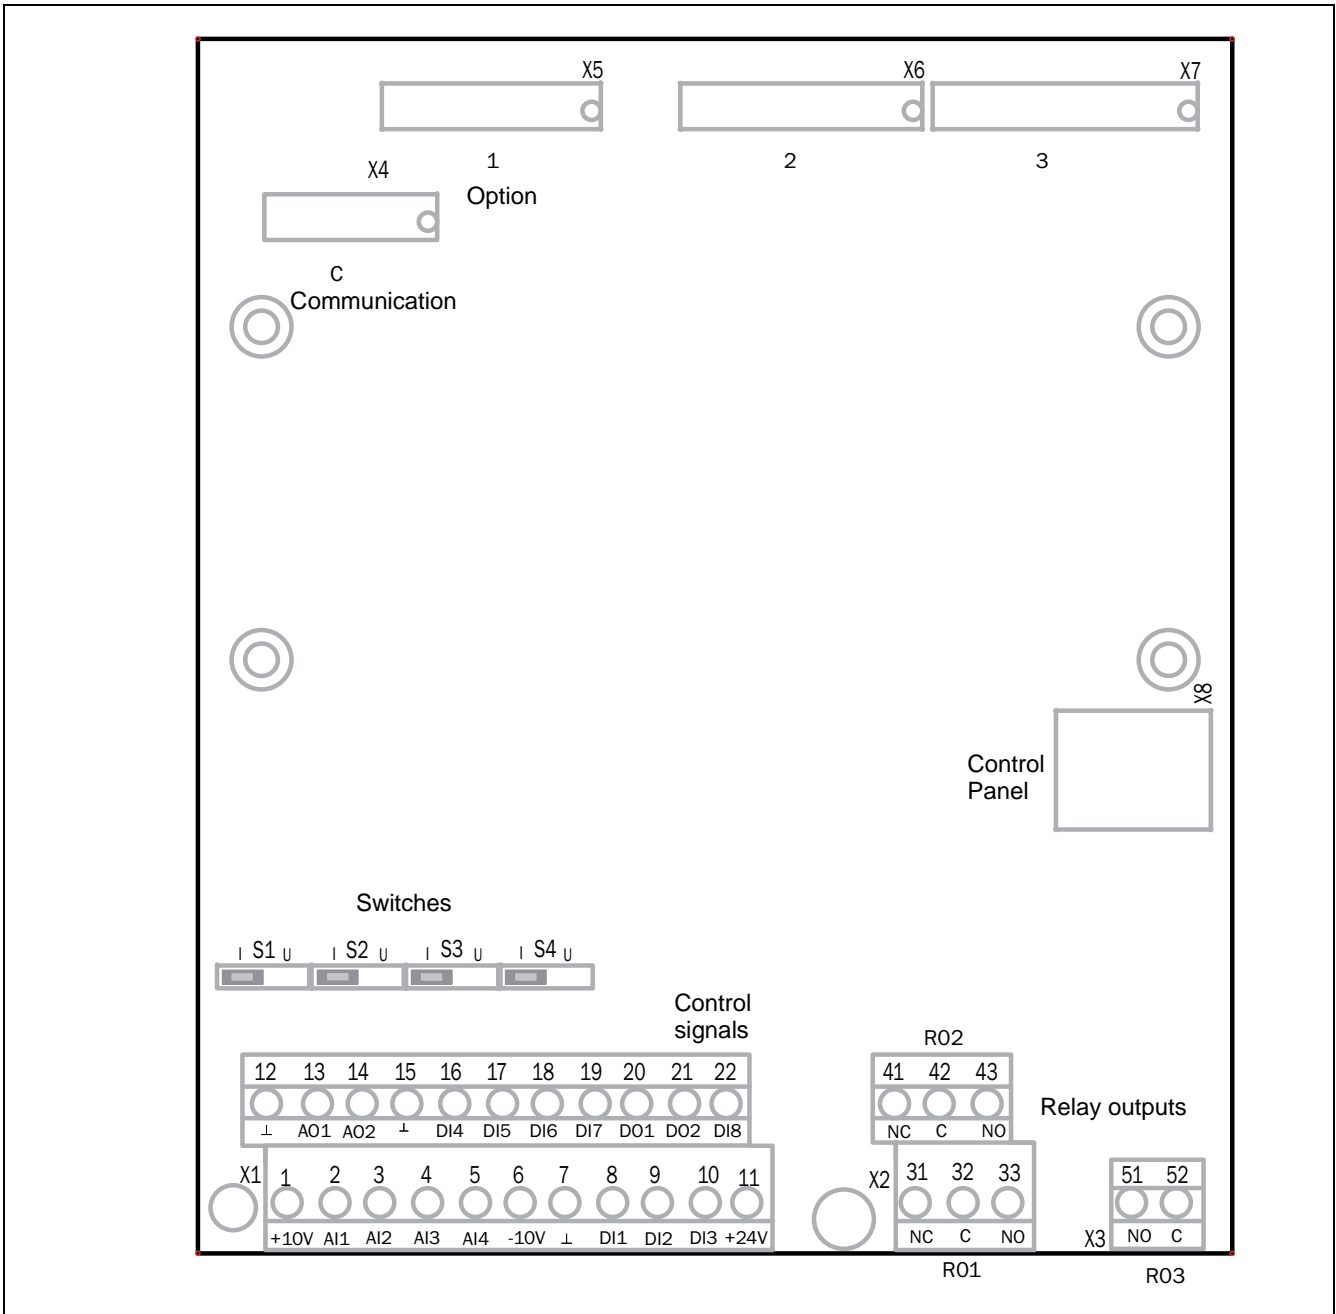 X5 X6 X7
1 2 3
X4
Option
C
Communication
X8
Control
Panel
Switches
I S1 U I S2 U I S3 U I S4 U
Control
signals
RO2
12 13 14 15 16 17 18 19 20 21 22
41 42 43
Relay outputs
⊥ AO1 AO2 ⊥ DI4 DI5 DI6 DI7 DO1 DO2 DI8
NC C NO
X1 1 2 3 4 5 6 7 8 9 10 11
X2 31 32 33
51 52
+10V AI1 AI2 AI3 AI4 -10V ⊥ DI1 DI2 DI3 +24V
NC C NO
X3 NO C
RO1
RO3